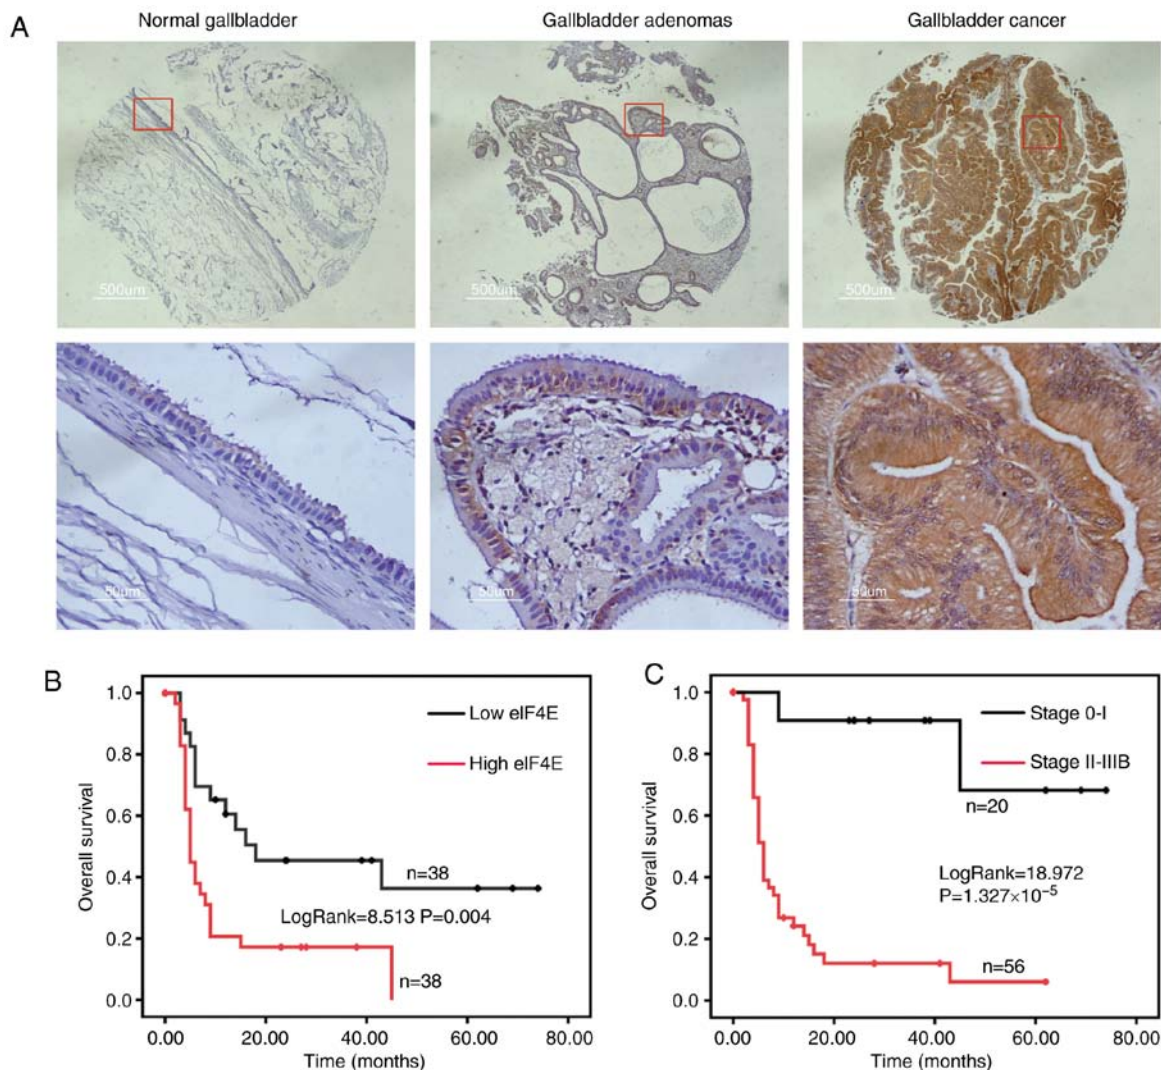 A
Normal gallbladder
Gallbladder adenomas
Gallbladder cancer
500um
500um
500um
50um
50um
50um
B
Overall survival
1.0
0.8
0.6
0.4
0.2
0.0
Low eIF4E
High eIF4E
n=38
LogRank=8.513 P=0.004
n=38
0.00
20.00
40.00
60.00
80.00
Time (months)
C
Overall survival
1.0
0.8
0.6
0.4
0.2
0.0
Stage 0-I
Stage II-IIIB
n=20
LogRank=18.972
P=1.327×10⁻⁵
n=56
0.00
20.00
40.00
60.00
80.00
Time (months)